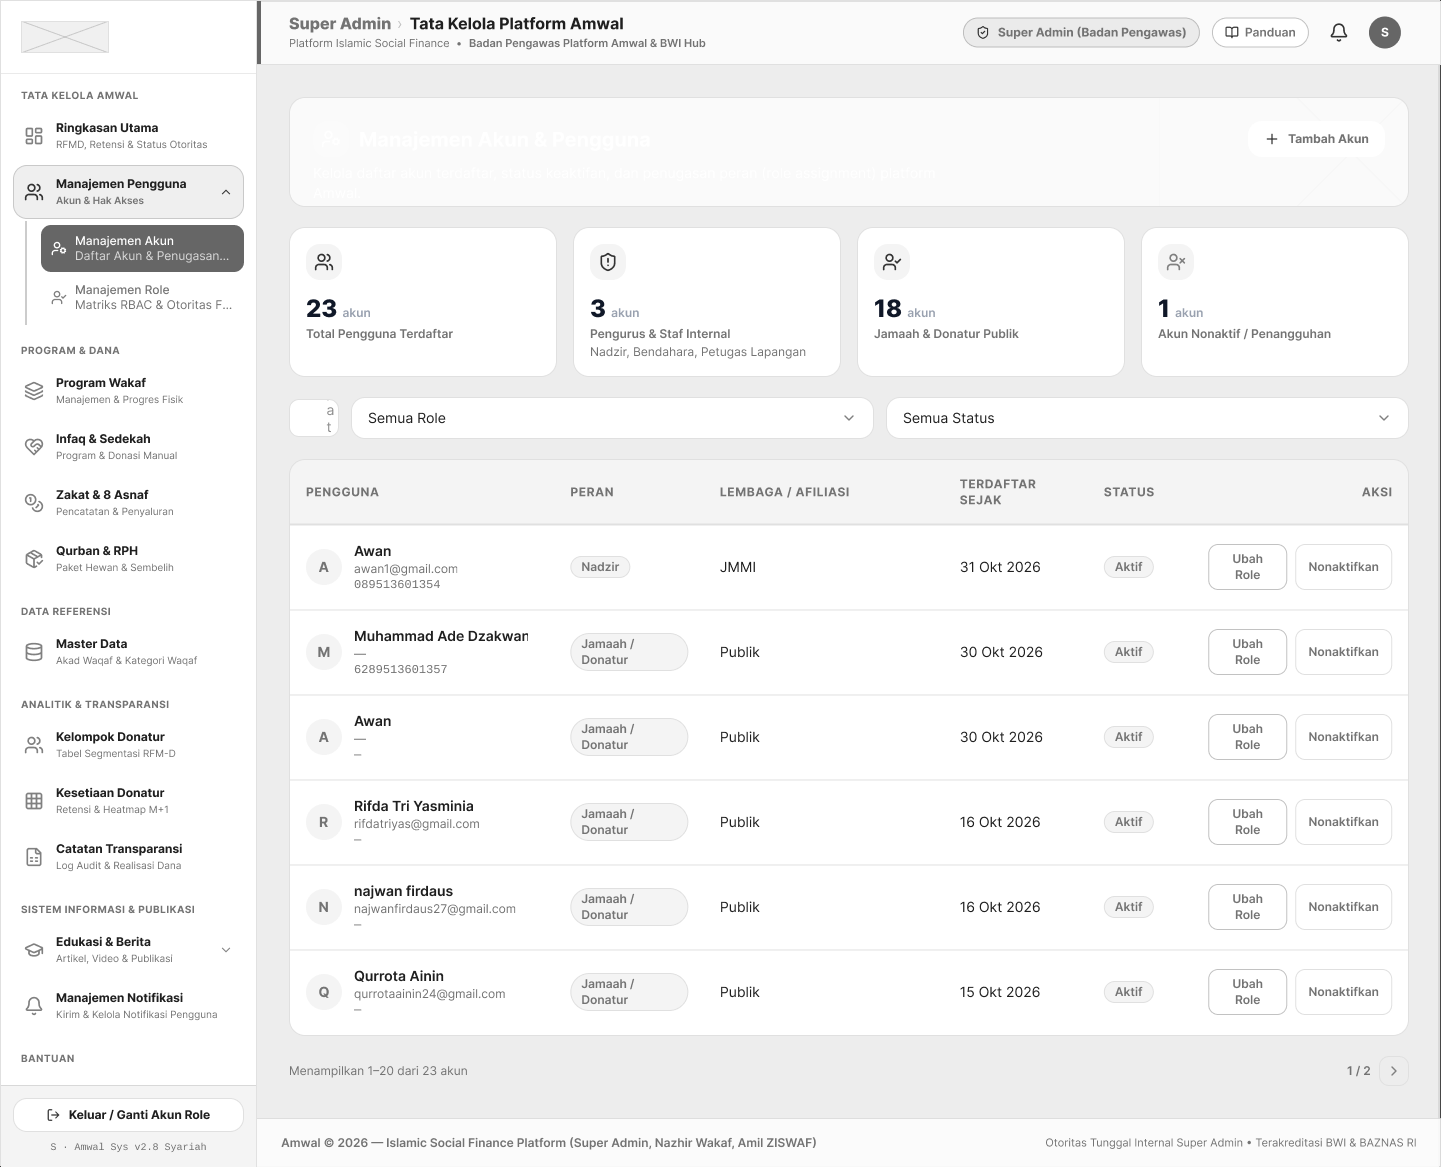 Super Admin › Tata Kelola Platform Amwal
Platform Islamic Social Finance • Badan Pengawas Platform Amwal & BWI Hub
Super Admin (Badan Pengawas)
Panduan
S
TATA KELOLA AMWAL
Ringkasan Utama
RFMD, Retensi & Status Otoritas
Manajemen Pengguna
Akun & Hak Akses
Manajemen Akun
Daftar Akun & Penugasan...
Manajemen Role
Matriks RBAC & Otoritas F...
PROGRAM & DANA
Program Wakaf
Manajemen & Progres Fisik
Infaq & Sedekah
Program & Donasi Manual
Zakat & 8 Asnaf
Pencatatan & Penyaluran
Qurban & RPH
Paket Hewan & Sembelih
DATA REFERENSI
Master Data
Akad Waqaf & Kategori Waqaf
ANALITIK & TRANSPARANSI
Kelompok Donatur
Tabel Segmentasi RFM-D
Kesetiaan Donatur
Retensi & Heatmap M+1
Catatan Transparansi
Log Audit & Realisasi Dana
SISTEM INFORMASI & PUBLIKASI
Edukasi & Berita
Artikel, Video & Publikasi
Manajemen Notifikasi
Kirim & Kelola Notifikasi Pengguna
BANTUAN
Keluar / Ganti Akun Role
S · Amwal Sys v2.8 Syariah
Manajemen Akun & Pengguna
Kelola daftar akun terdaftar, status keaktifan, dan penugasan peran (role assignment) platform
Amwal.
Tambah Akun
23 akun
Total Pengguna Terdaftar
3 akun
Pengurus & Staf Internal
Nadzir, Bendahara, Petugas Lapangan
18 akun
Jamaah & Donatur Publik
1 akun
Akun Nonaktif / Penangguhan
a
t
Semua Role
Semua Status
PENGGUNA PERAN LEMBAGA / AFILIASI TERDAFTAR SEJAK STATUS AKSI
A
Awan
awan1@gmail.com
089513601354
Nadzir
JMMI
31 Okt 2026
Aktif
Ubah Role
Nonaktifkan
M
Muhammad Ade Dzakwan
—
6289513601357
Jamaah / Donatur
Publik
30 Okt 2026
Aktif
Ubah Role
Nonaktifkan
A
Awan
—
–
Jamaah / Donatur
Publik
30 Okt 2026
Aktif
Ubah Role
Nonaktifkan
R
Rifda Tri Yasminia
rifdatriyas@gmail.com
–
Jamaah / Donatur
Publik
16 Okt 2026
Aktif
Ubah Role
Nonaktifkan
N
najwan firdaus
najwanfirdaus27@gmail.com
–
Jamaah / Donatur
Publik
16 Okt 2026
Aktif
Ubah Role
Nonaktifkan
Q
Qurrota Ainin
qurrotaainin24@gmail.com
–
Jamaah / Donatur
Publik
15 Okt 2026
Aktif
Ubah Role
Nonaktifkan
Menampilkan 1–20 dari 23 akun
1 / 2
Amwal © 2026 — Islamic Social Finance Platform (Super Admin, Nazhir Wakaf, Amil ZISWAF)
Otoritas Tunggal Internal Super Admin • Terakreditasi BWI & BAZNAS RI